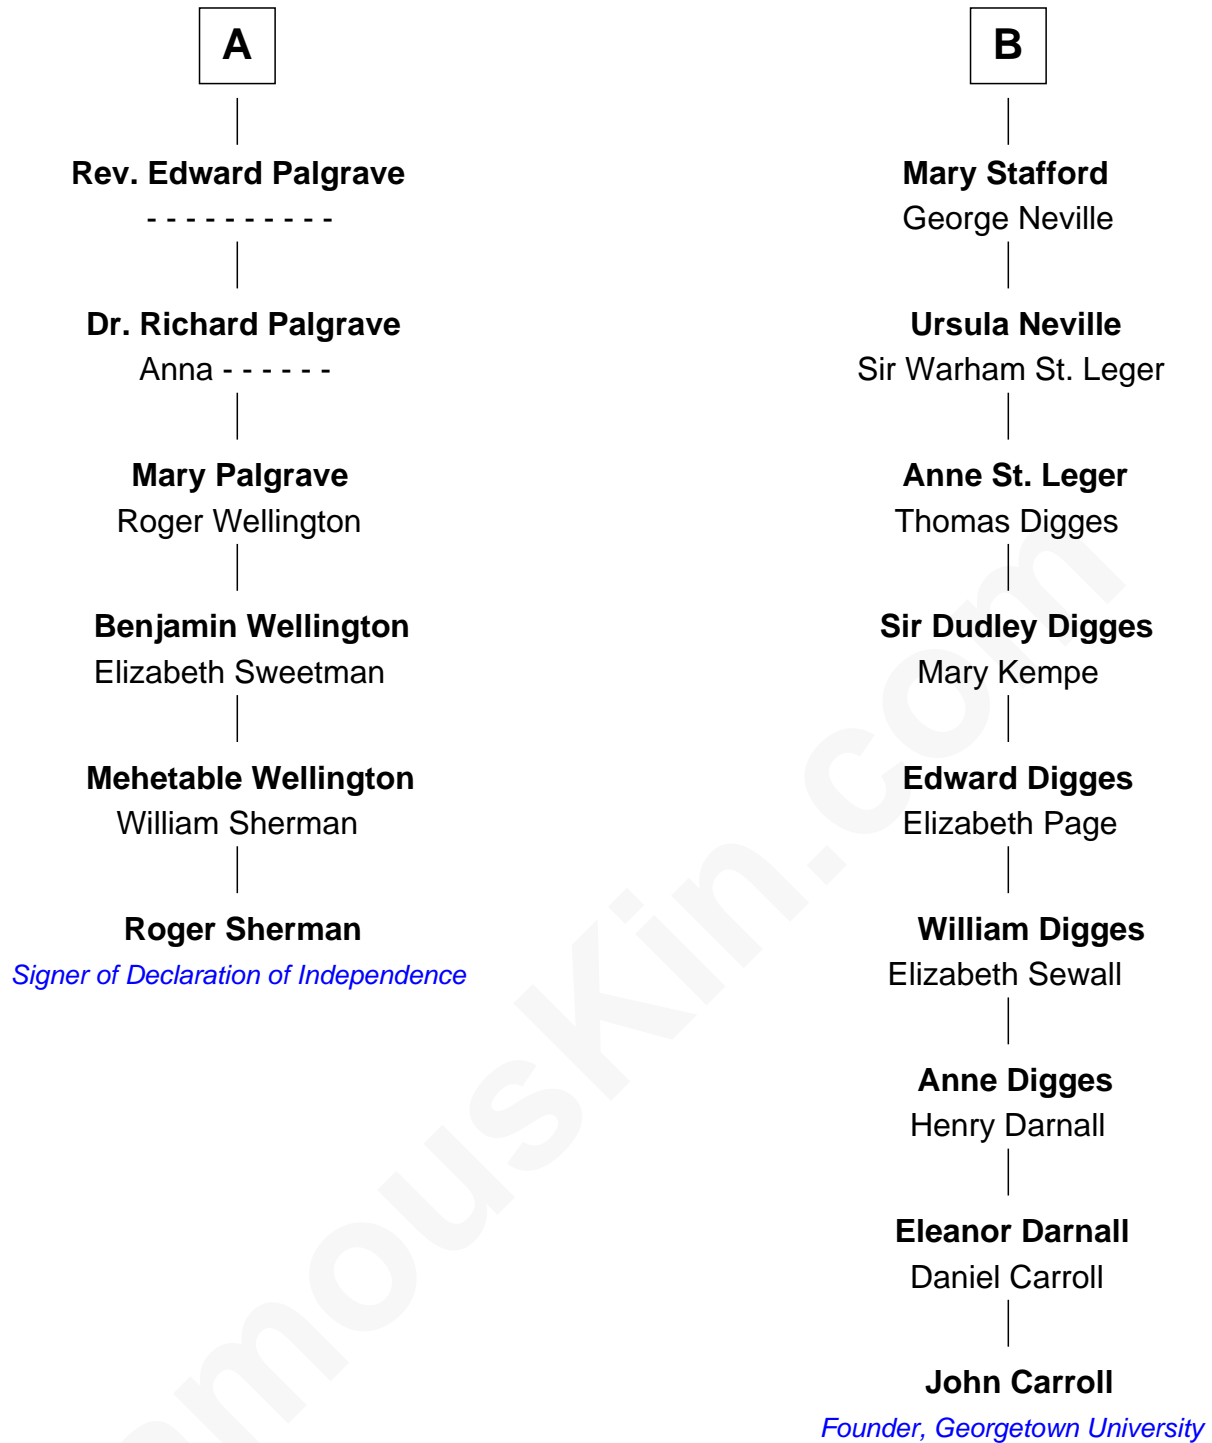 A
Rev. Edward Palgrave
- - - - - - - - - -
Dr. Richard Palgrave
Anna - - - - - -
Mary Palgrave
Roger Wellington
Benjamin Wellington
Elizabeth Sweetman
Mehetable Wellington
William Sherman
Roger Sherman
Signer of Declaration of Independence
B
Mary Stafford
George Neville
Ursula Neville
Sir Warham St. Leger
Anne St. Leger
Thomas Digges
Sir Dudley Digges
Mary Kempe
Edward Digges
Elizabeth Page
William Digges
Elizabeth Sewall
Anne Digges
Henry Darnall
Eleanor Darnall
Daniel Carroll
John Carroll
Founder, Georgetown University
amousKin.com